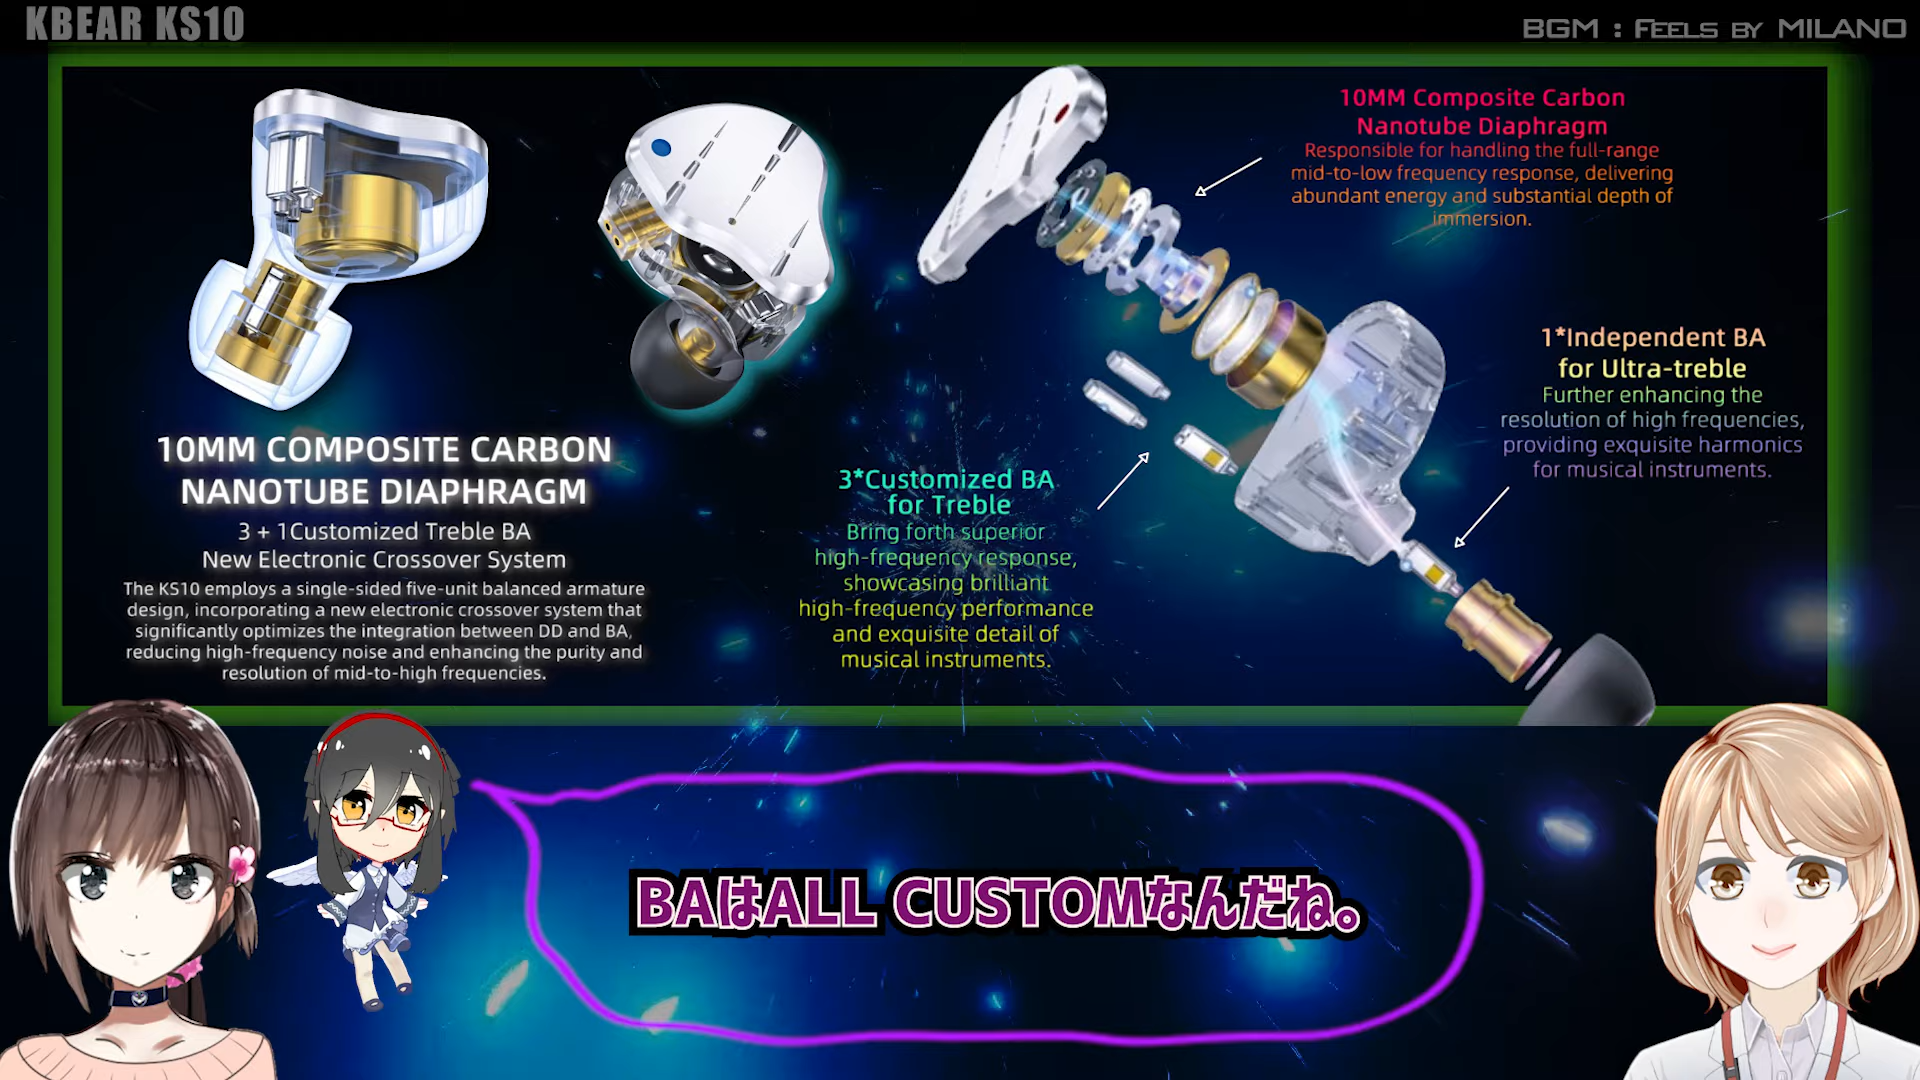 KBEAR KS10
BGM : Feels by MILANO
10MM COMPOSITE CARBON
NANOTUBE DIAPHRAGM
3 + 1Customized Treble BA
New Electronic Crossover System
The KS10 employs a single-sided five-unit balanced armature
design, incorporating a new electronic crossover system that
significantly optimizes the integration between DD and BA,
reducing high-frequency noise and enhancing the purity and
resolution of mid-to-high frequencies.
3*Customized BA
for Treble
Bring forth superior
high-frequency response,
showcasing brilliant
high-frequency performance
and exquisite detail of
musical instruments.
10MM Composite Carbon
Nanotube Diaphragm
Responsible for handling the full-range
mid-to-low frequency response, delivering
abundant energy and substantial depth of
immersion.
1*Independent BA
for Ultra-treble
Further enhancing the
resolution of high frequencies,
providing exquisite harmonics
for musical instruments.
BAはALL CUSTOMなんだね。